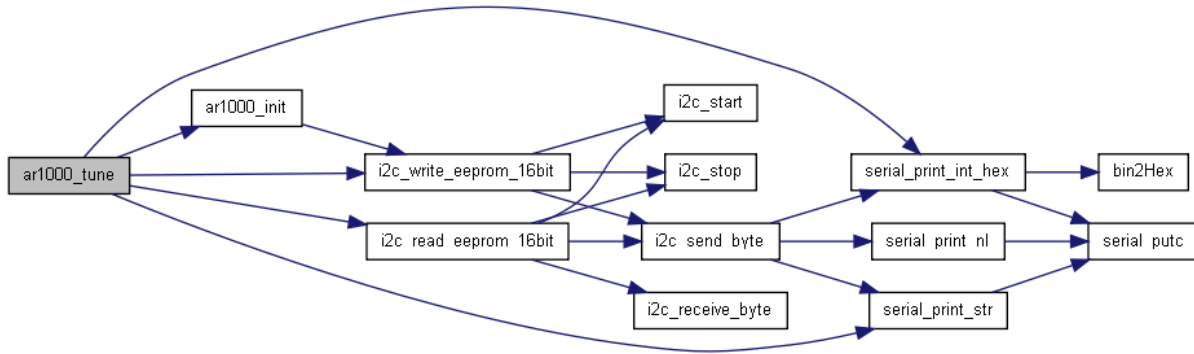 ar1000_tune
ar1000_init
i2c_write_eeprom_16bit
i2c_read_eeprom_16bit
i2c_start
i2c_stop
i2c_send_byte
i2c_receive_byte
serial_print_int_hex
serial_print_nl
serial_print_str
bin2Hex
serial_putc